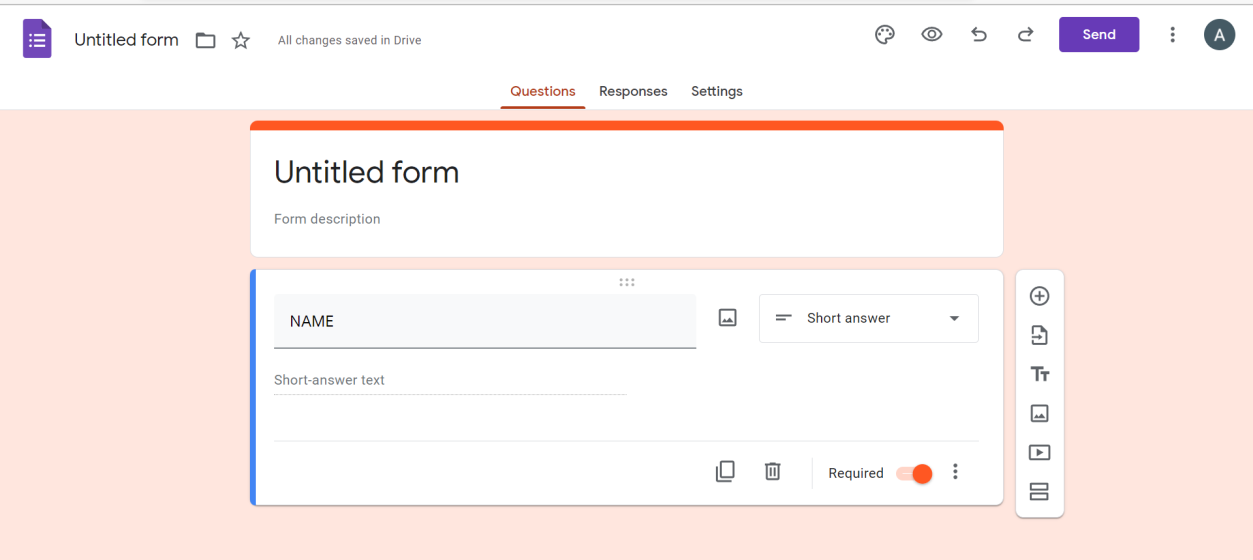 Untitled form
All changes saved in Drive
Send
A
Questions Responses Settings
Untitled form
Form description
NAME
Short answer
Short-answer text
Required